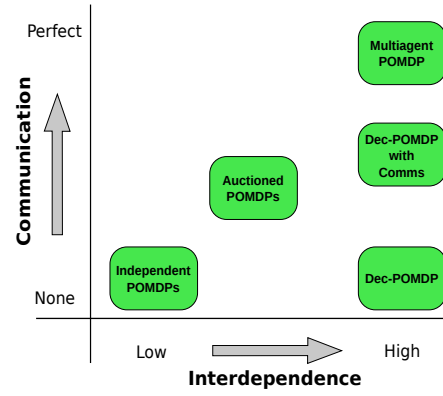 Perfect
Multiagent
POMDP
Dec-POMDP
with
Comms
Communication
Auctioned
POMDPs
Independent
POMDPs
Dec-POMDP
None
Low
High
Interdependence